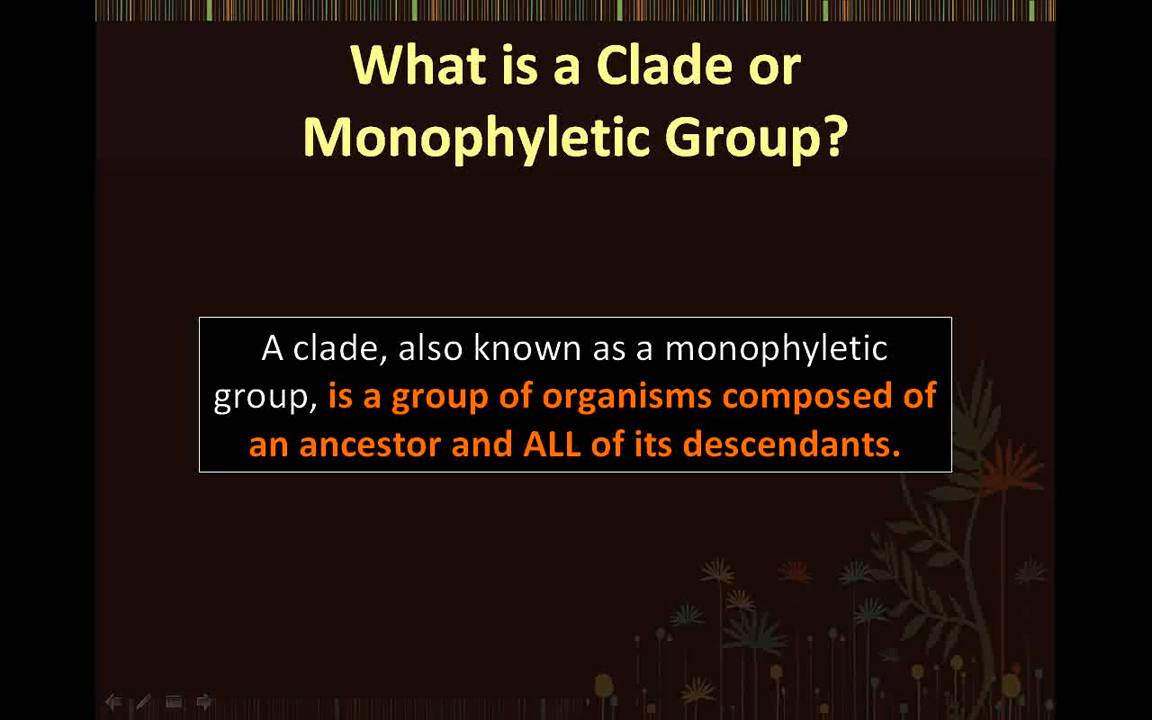 What is a Clade or
Monophyletic Group?
A clade, also known as a monophyletic
group, is a group of organisms composed of
an ancestor and ALL of its descendants.